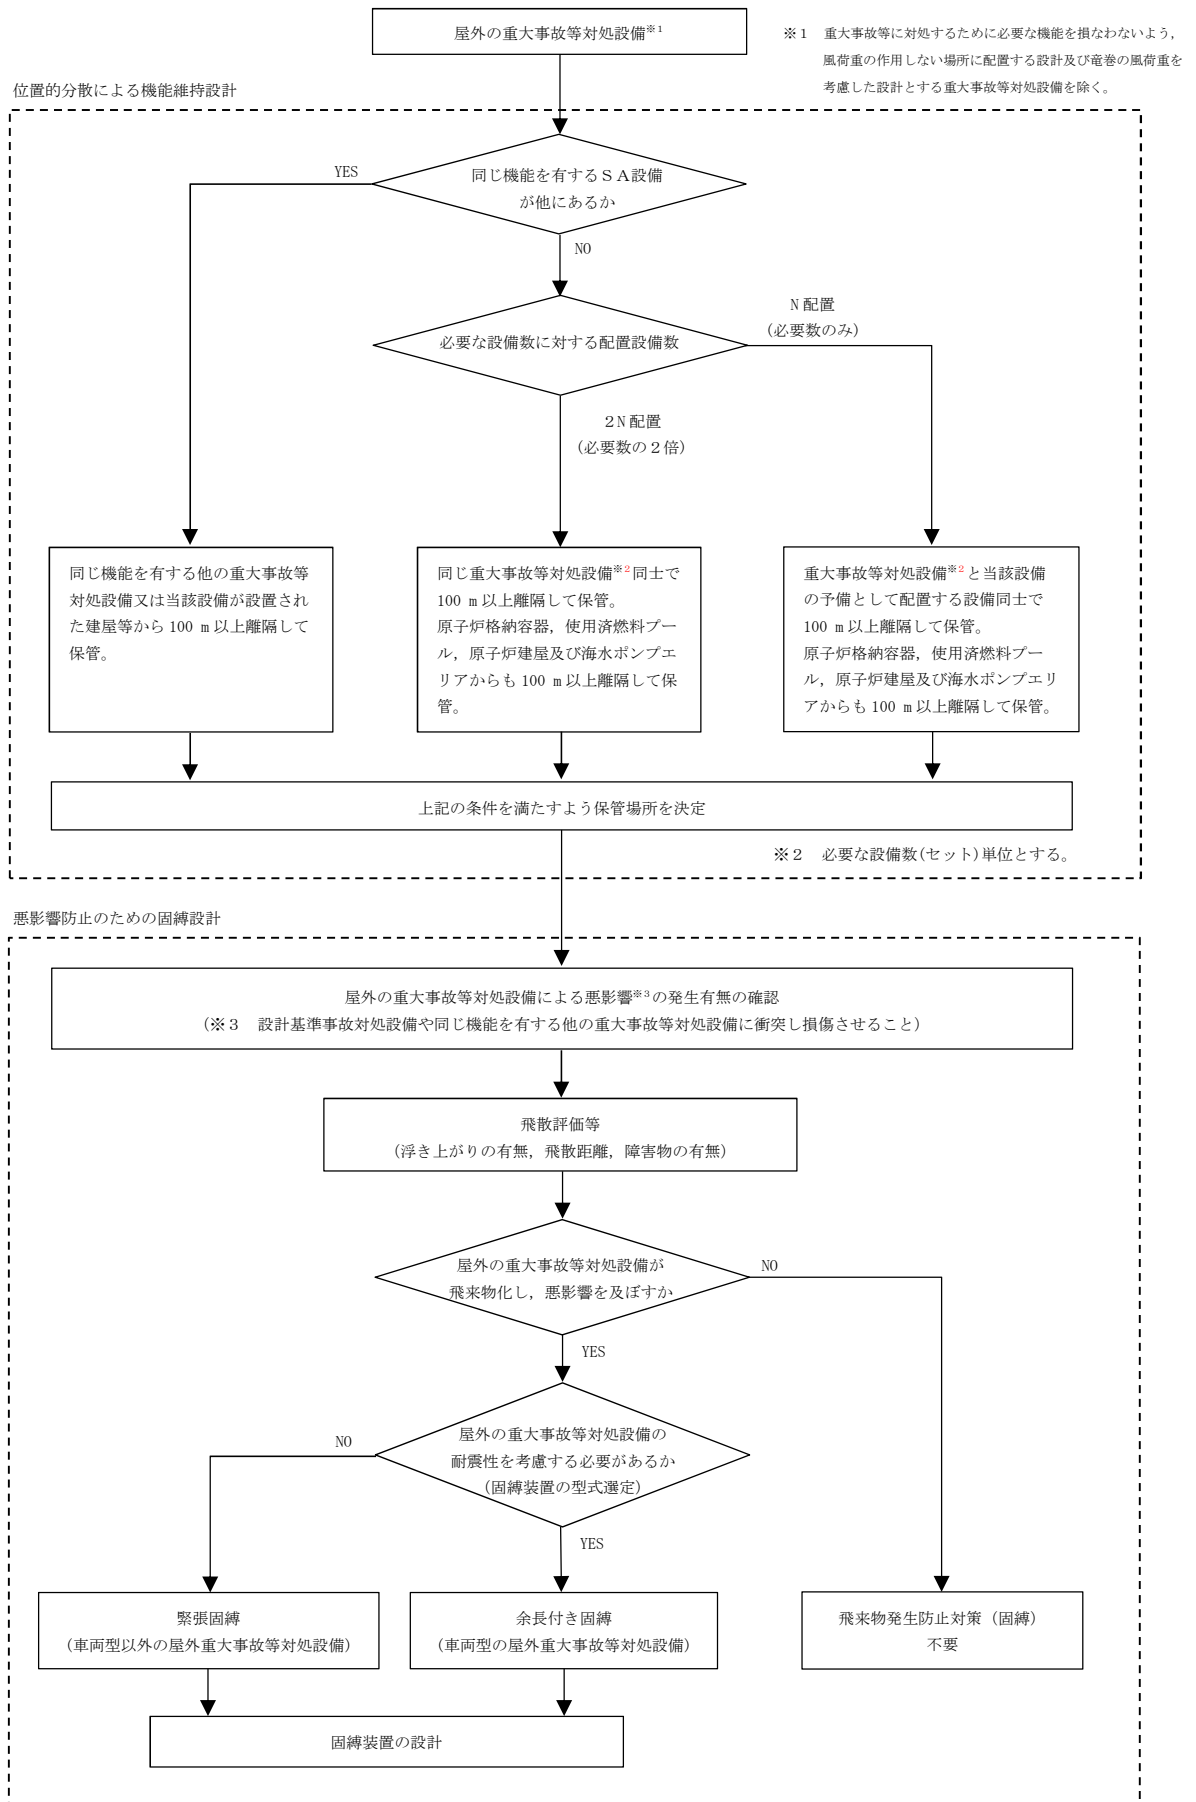 屋外の重大事故等対処設備※1
※１　重大事故等に対処するために必要な機能を損なわないよう，
風荷重の作用しない場所に配置する設計及び竜巻の風荷重を
考慮した設計とする重大事故等対処設備を除く。
位置的分散による機能維持設計
同じ機能を有するＳＡ設備
が他にあるか
YES
NO
必要な設備数に対する配置設備数
N 配置
（必要数のみ）
２N 配置
（必要数の２倍）
同じ機能を有する他の重大事故等
対処設備又は当該設備が設置され
た建屋等から 100 m 以上離隔して
保管。
同じ重大事故等対処設備※2同士で
100 m 以上離隔して保管。
原子炉格納容器，使用済燃料プー
ル，原子炉建屋及び海水ポンプエ
リアからも 100 m 以上離隔して保
管。
重大事故等対処設備※2と当該設備
の予備として配置する設備同士で
100 m 以上離隔して保管。
原子炉格納容器，使用済燃料プー
ル，原子炉建屋及び海水ポンプエリ
アからも 100 m 以上離隔して保管。
上記の条件を満たすよう保管場所を決定
※２　必要な設備数(セット)単位とする。
悪影響防止のための固縛設計
屋外の重大事故等対処設備による悪影響※3の発生有無の確認
（※３　設計基準事故対処設備や同じ機能を有する他の重大事故等対処設備に衝突し損傷させること）
飛散評価等
（浮き上がりの有無，飛散距離，障害物の有無）
屋外の重大事故等対処設備が
飛来物化し，悪影響を及ぼすか
NO
YES
屋外の重大事故等対処設備の
耐震性を考慮する必要があるか
（固縛装置の型式選定）
NO
YES
緊張固縛
（車両型以外の屋外重大事故等対処設備）
余長付き固縛
（車両型の屋外重大事故等対処設備）
飛来物発生防止対策（固縛）
不要
固縛装置の設計